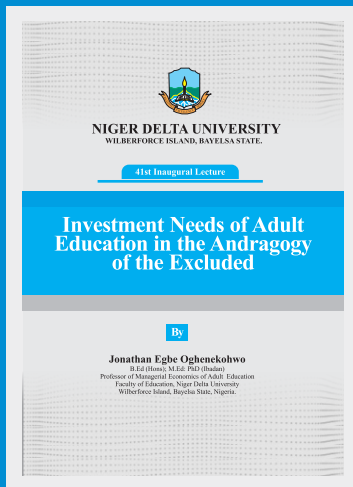 NIGER DELTA UNIVERSITY
WILBERFORCE ISLAND, BAYELSA STATE.
41st Inaugural Lecture
Investment Needs of Adult
Education in the Andragogy
of the Excluded
By
Jonathan Egbe Oghenekohwo
B.Ed (Hons); M.Ed: PhD (Ibadan)
Professor of Managerial Economics of Adult Education
Faculty of Education, Niger Delta University
Wilberforce Island, Bayelsa State, Nigeria.